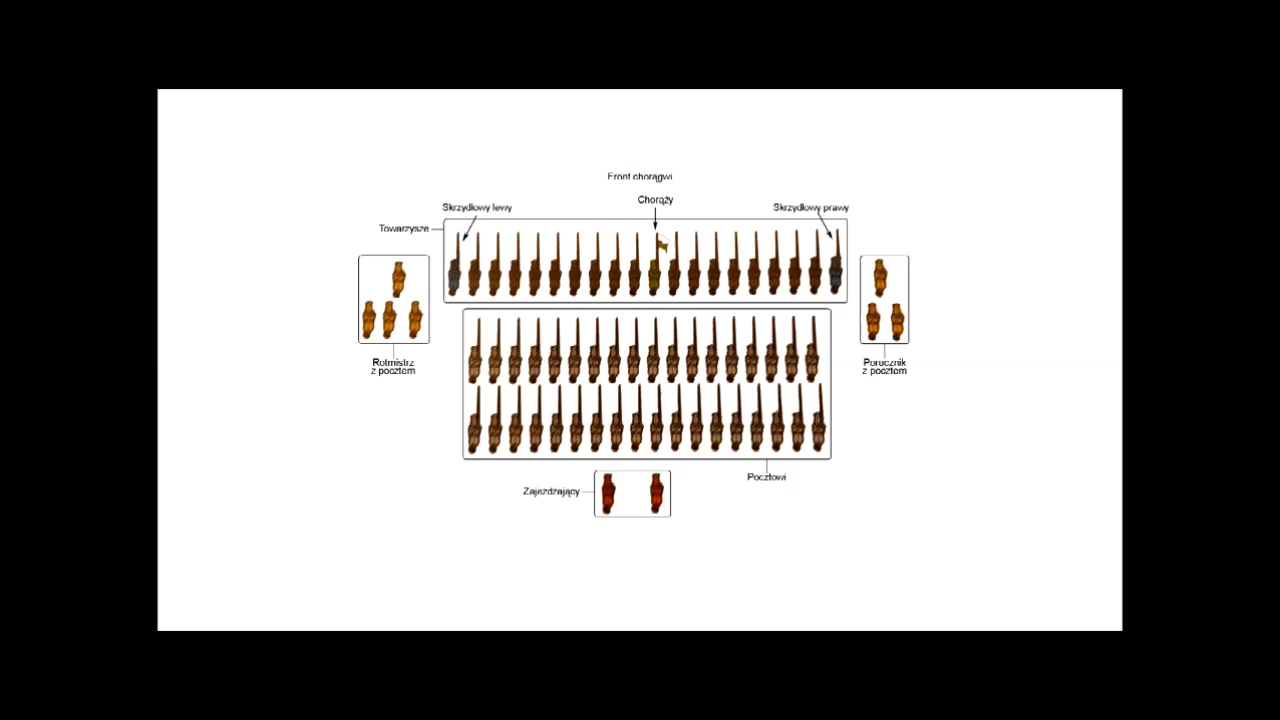 Front chorągwi
Chorąży
Skrzydłowy lewy
Skrzydłowy prawy
Towarzysze
Rotmistrz
z pocztem
Porucznik
z pocztem
Pocztowi
Zajeżdżający